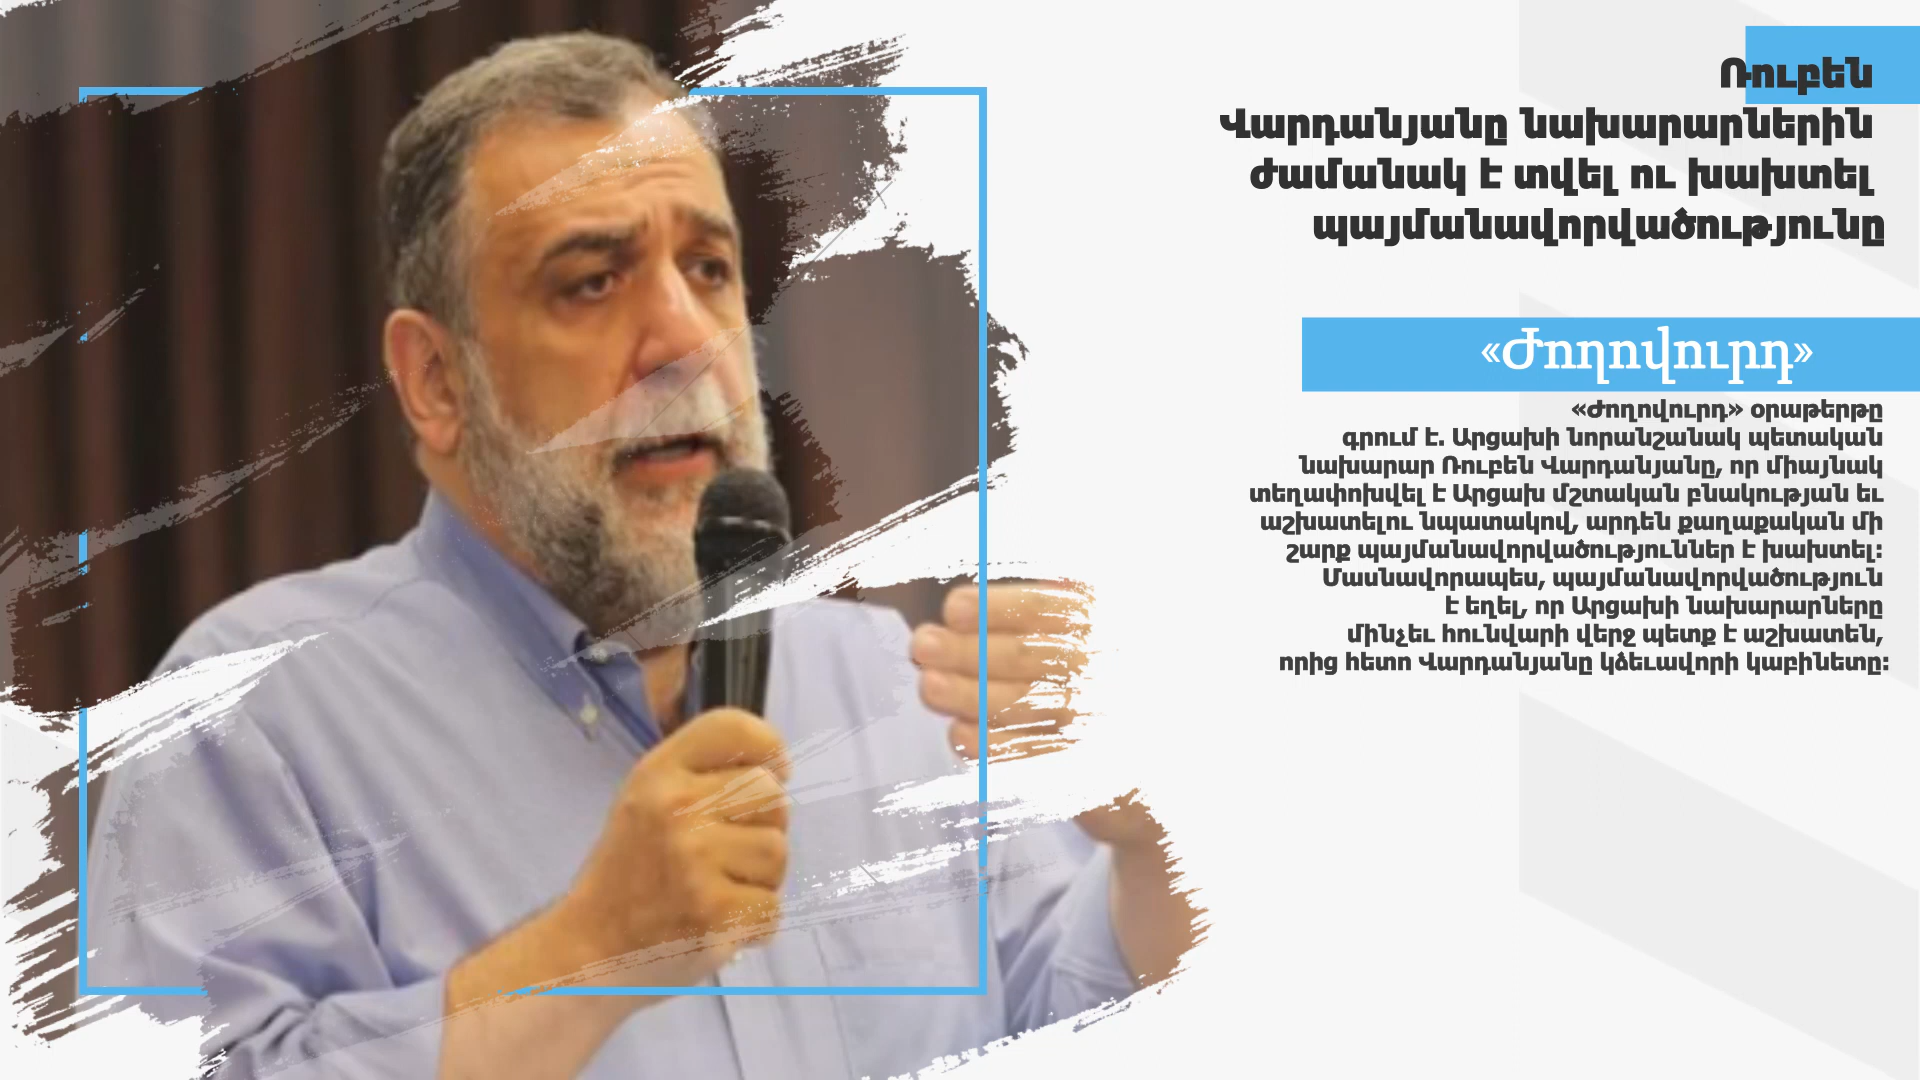 Ռուբեն
Վարդանյանը նախարարներին
ժամանակ է տվել ու խախտել
պայմանավորվածությունը
«Ժողովուրդ»
«Ժողովուրդ» օրաթերթը
գրում է. Արցախի նորանշանակ պետական
նախարար Ռուբեն Վարդանյանը, որ միայնակ
տեղափոխվել է Արցախ մշտական բնակության եւ
աշխատելու նպատակով, արդեն քաղաքական մի
շարք պայմանավորվածություններ է խախտել:
Մասնավորապես, պայմանավորվածություն
է եղել, որ Արցախի նախարարները
մինչեւ հունվարի վերջ պետք է աշխատեն,
որից հետո Վարդանյանը կձեւավորի կաբինետը: